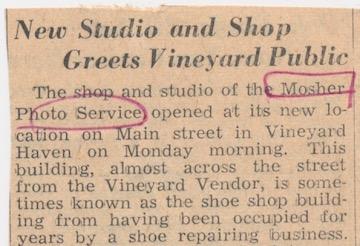 New Studio and Shop
Greets Vineyard Public
The shop and studio of the Mosher
Photo Service opened at its new lo-
cation on Main street in Vineyard
Haven on Monday morning. This
building, almost across the street
from the Vineyard Vendor, is some-
times known as the shoe shop build-
ing from having been occupied for
years by a shoe repairing business.